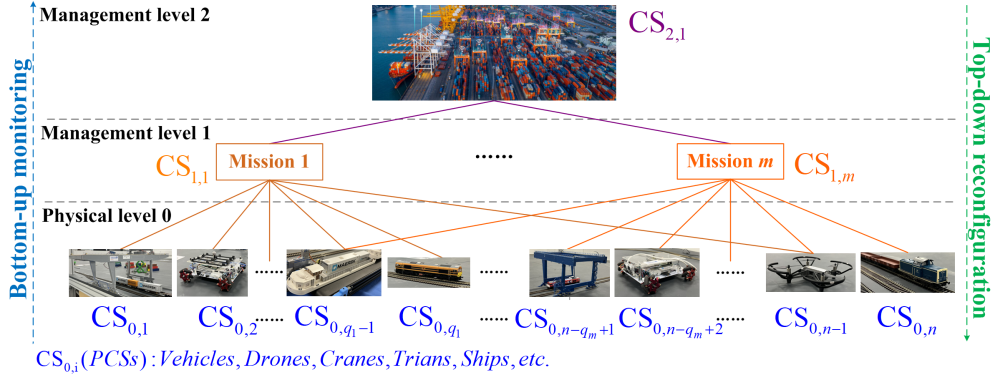 Management level 2
CS2,1
Bottom-up monitoring
Top-down reconfiguration
Management level 1
CS1,1
Mission 1
......
Mission m
CS1,m
Physical level 0
MAERSK
...... ...... ......
CS0,1 CS0,2 ...... CS0,q1−1 CS0,q1 ...... CS0,n−qm+1 CS0,n−qm+2 ...... CS0,n−1 CS0,n
CS0,i(PCSs):Vehicles,Drones,Cranes,Trians,Ships,etc.